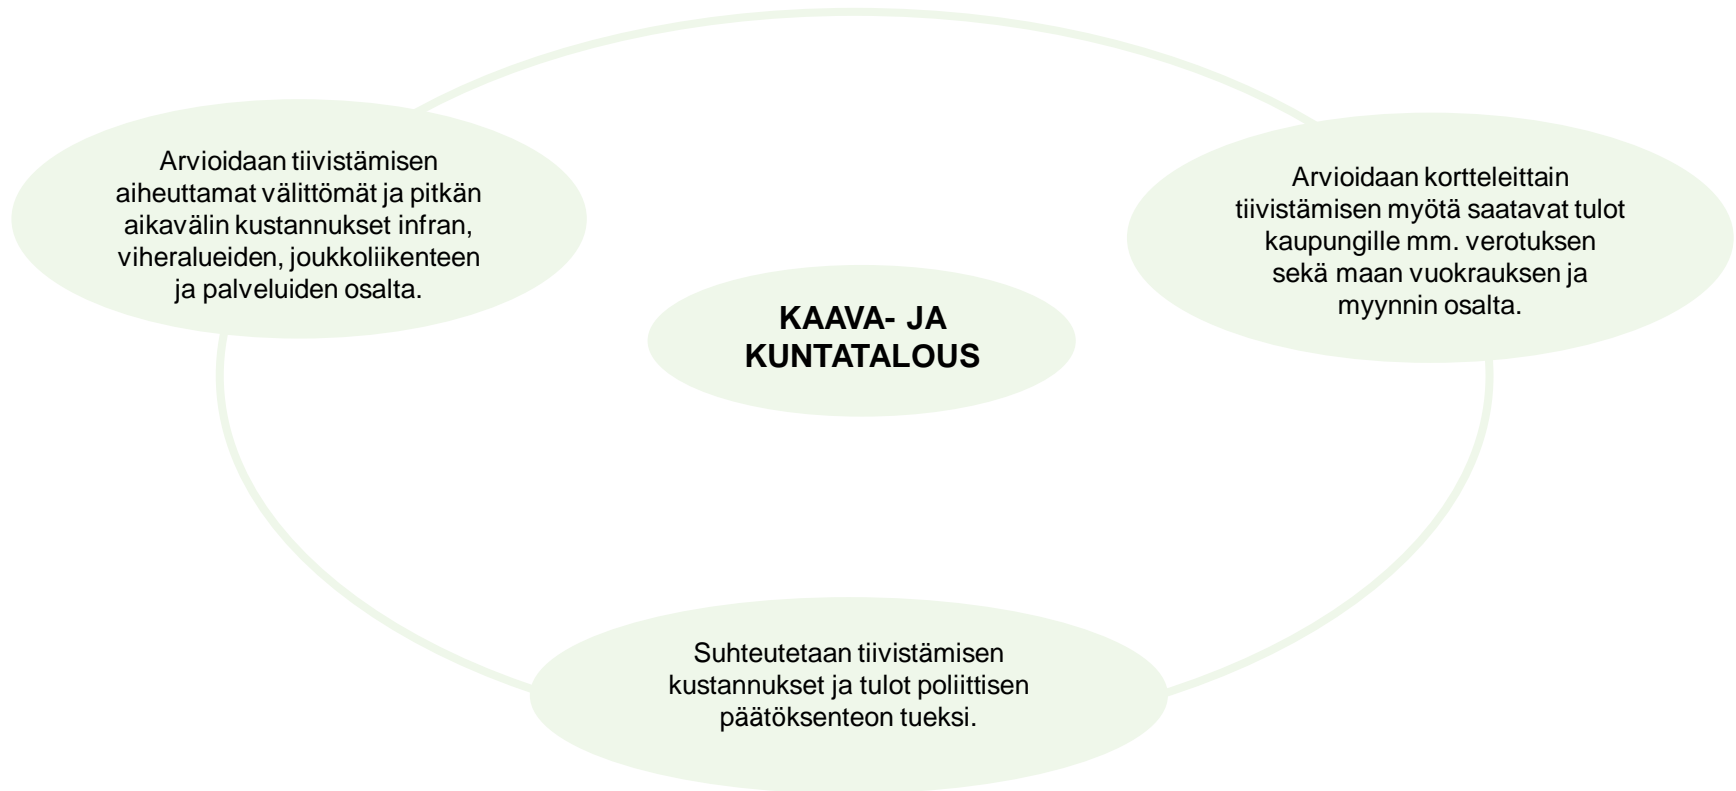 Arvioidaan tiivistämisen
aiheuttamat välittömät ja pitkän
aikavälin kustannukset infran,
viheralueiden, joukkoliikenteen
ja palveluiden osalta.
Arvioidaan kortteleittain
tiivistämisen myötä saatavat tulot
kaupungille mm. verotuksen
sekä maan vuokrauksen ja
myynnin osalta.
KAAVA- JA
KUNTATALOUS
Suhteutetaan tiivistämisen
kustannukset ja tulot poliittisen
päätöksenteon tueksi.